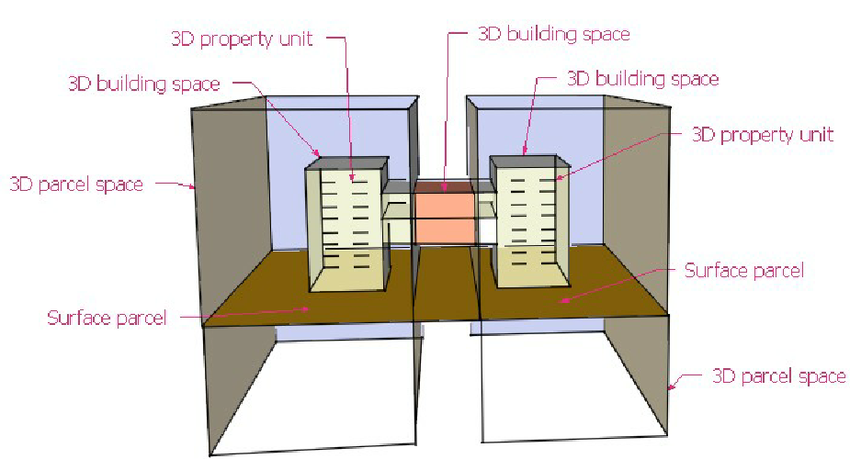 3D building space
3D property unit
3D building space
3D building space
3D property unit
3D parcel space
Surface parcel
Surface parcel
3D parcel space